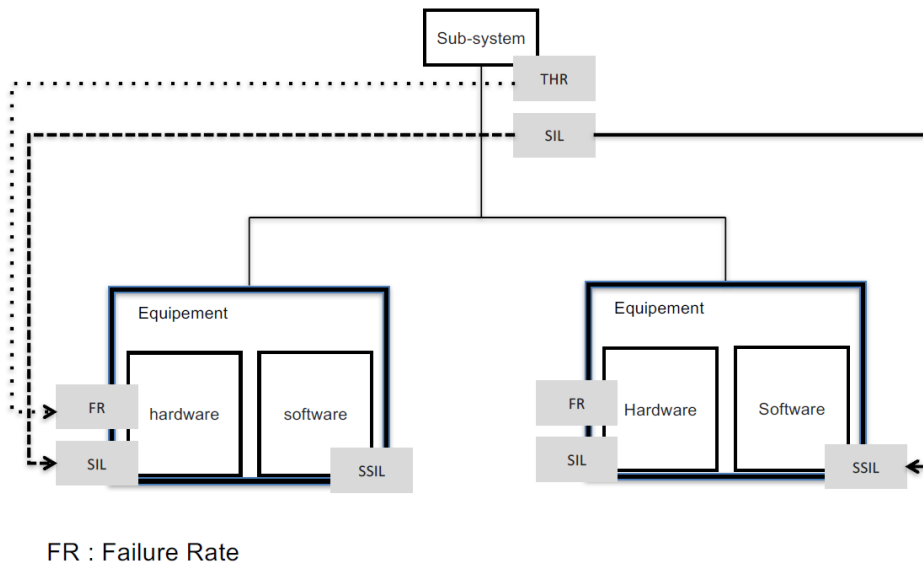 Sub-system
THR
SIL
Equipement
hardware
software
FR
SIL
SSIL
Equipement
Hardware
Software
FR
SIL
SSIL
FR : Failure Rate